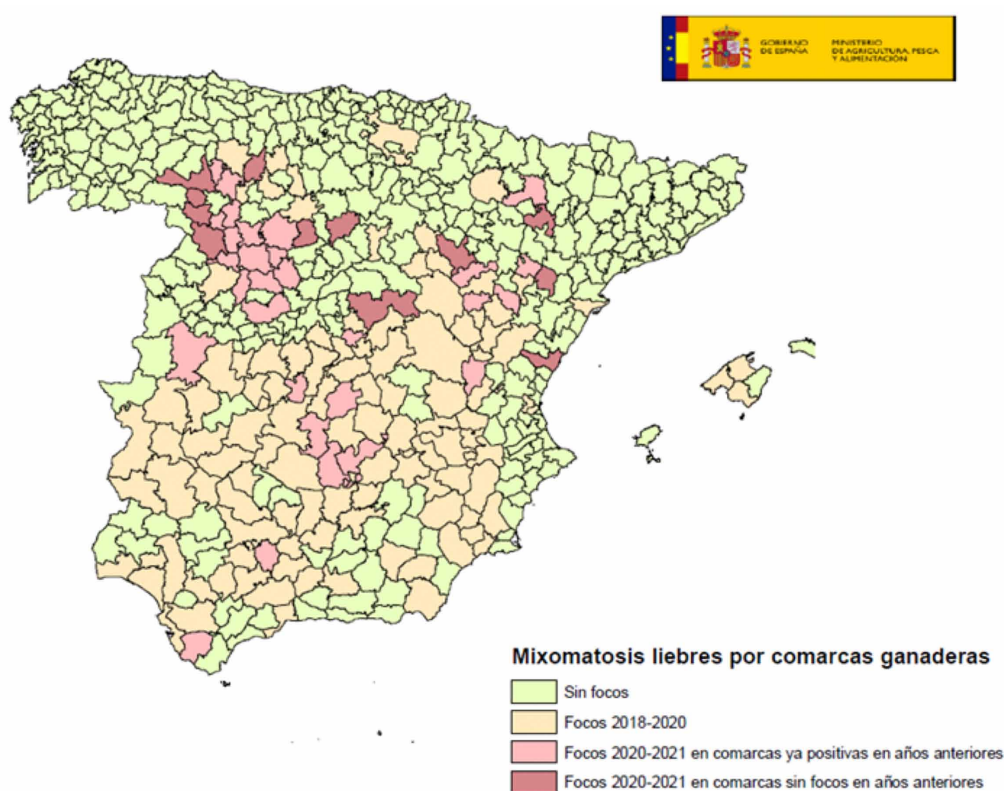 GOBIERNO
DE ESPAÑA
MINISTERIO
DE AGRICULTURA, PESCA
Y ALIMENTACIÓN
Mixomatosis liebres por comarcas ganaderas
Sin focos
Focos 2018-2020
Focos 2020-2021 en comarcas ya positivas en años anteriores
Focos 2020-2021 en comarcas sin focos en años anteriores